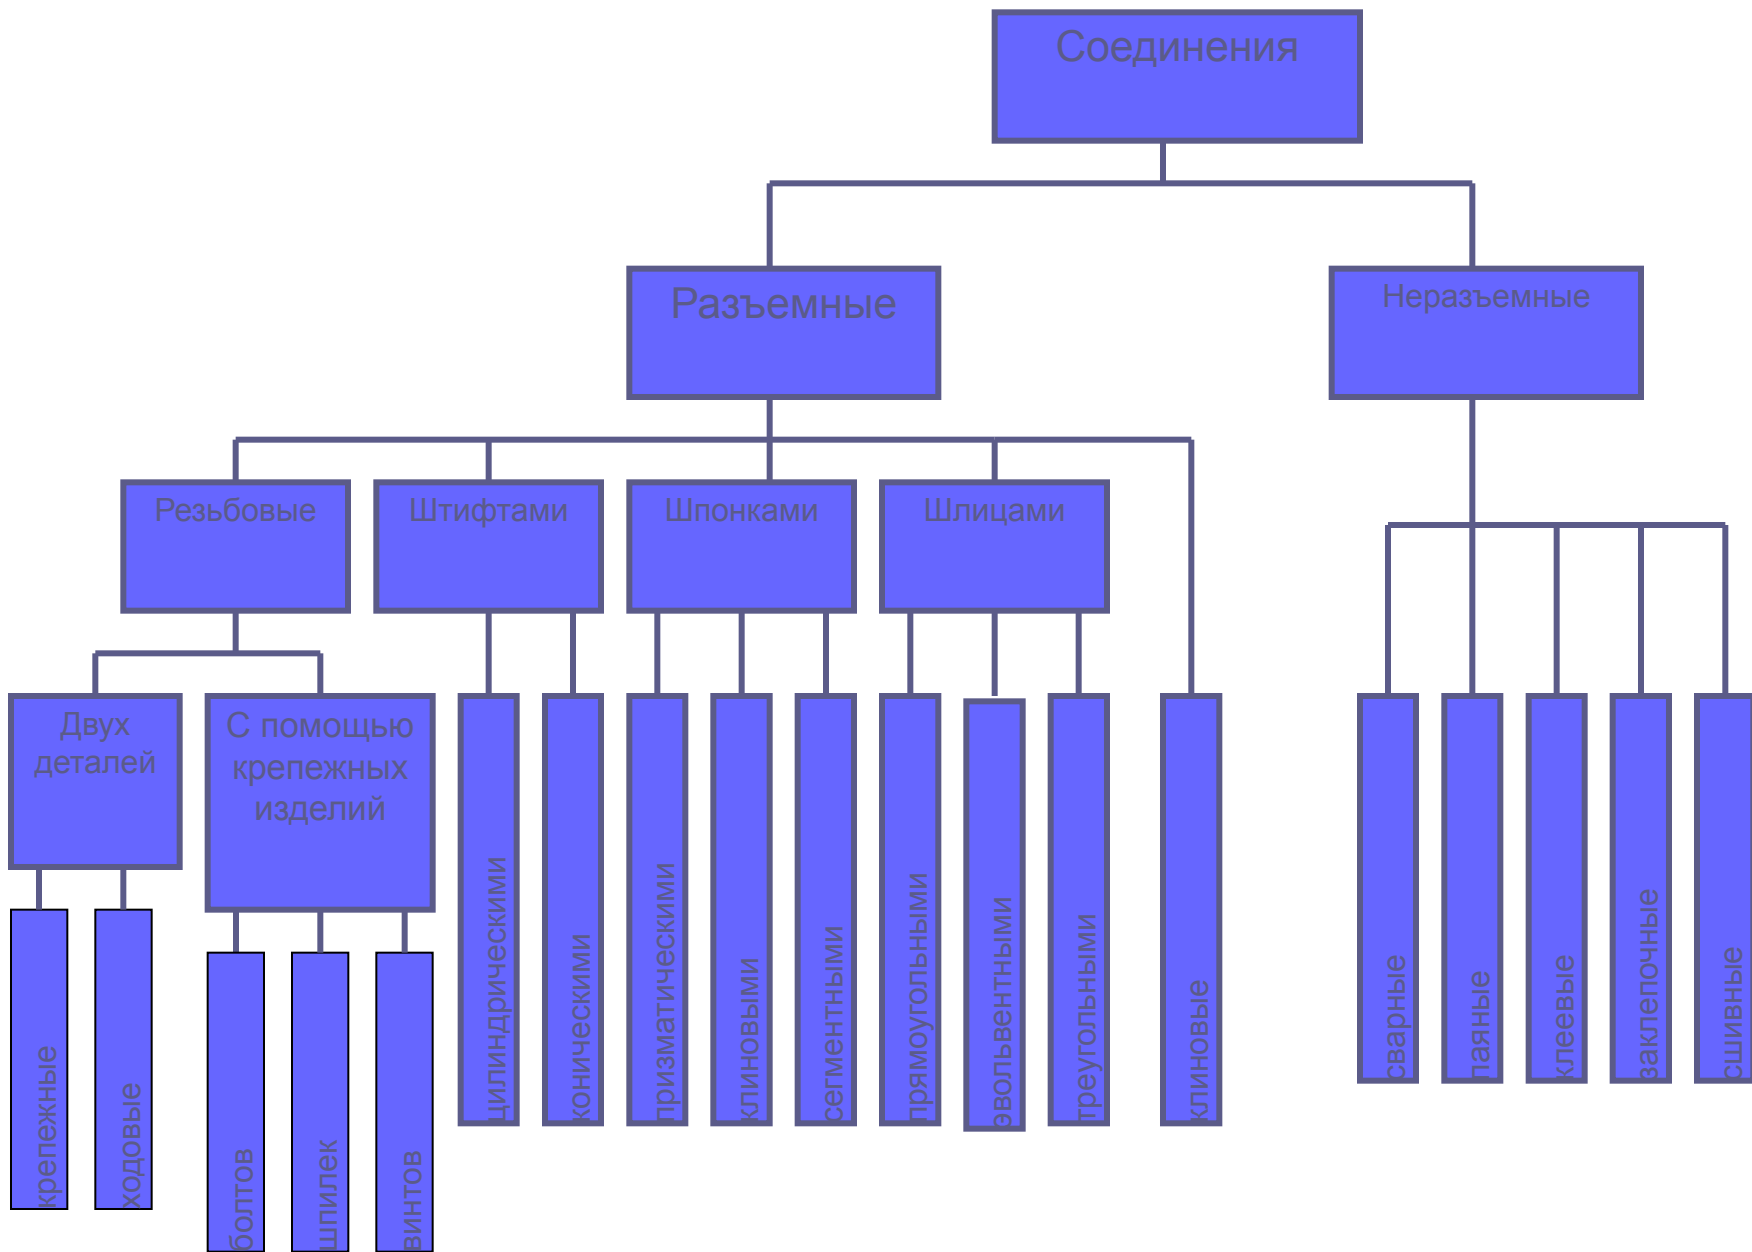 Соединения
Разъемные
Неразъемные
Резьбовые
Штифтами
Шпонками
Шлицами
Двух
деталей
С помощью
крепежных
изделий
крепежные
ходовые
болтов
шпилек
винтов
цилиндрическими
коническими
призматическими
клиновыми
сегментными
прямоугольными
эвольвентными
треугольными
клиновые
сварные
паяные
клеевые
заклепочные
сшивные